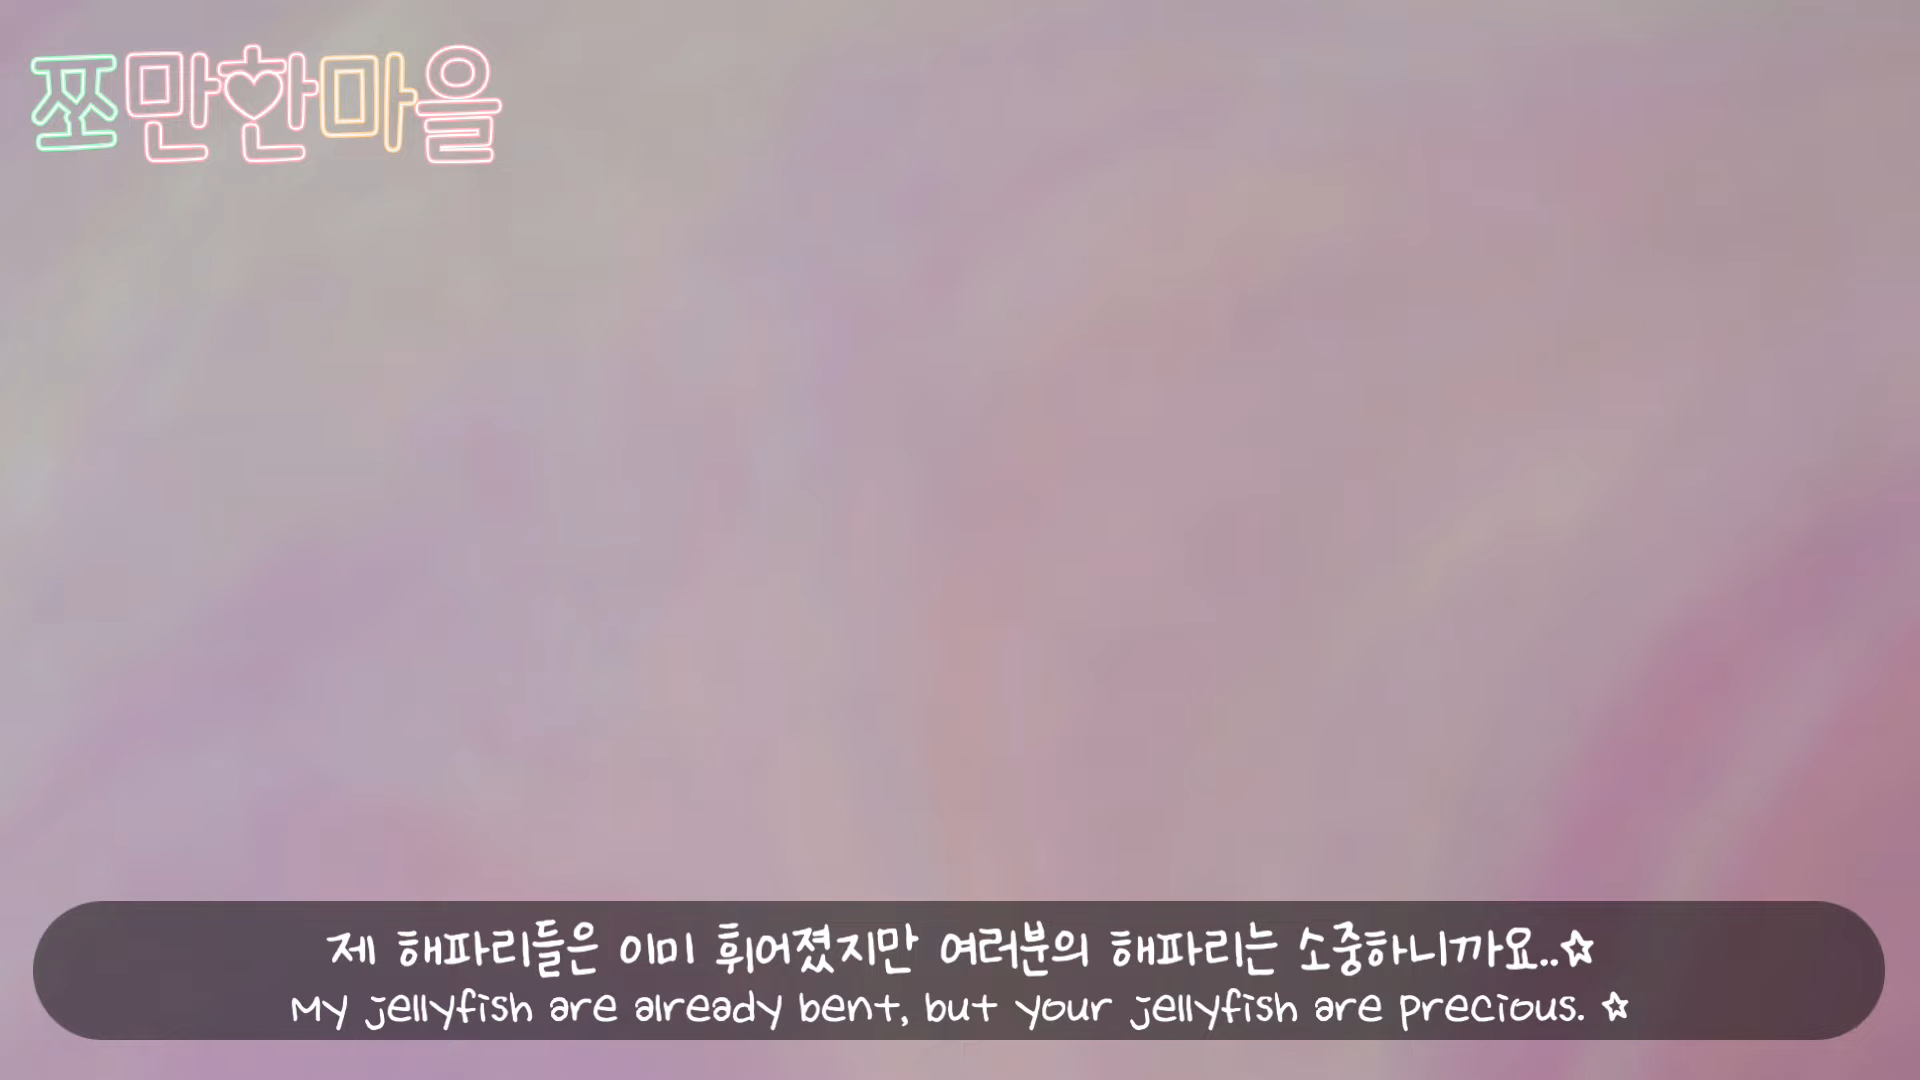 쪼만한마을
제 해파리들은 이미 휘어졌지만 여러분의 해파리는 소중하니까요..☆
My jellyfish are already bent, but your jellyfish are precious. ☆